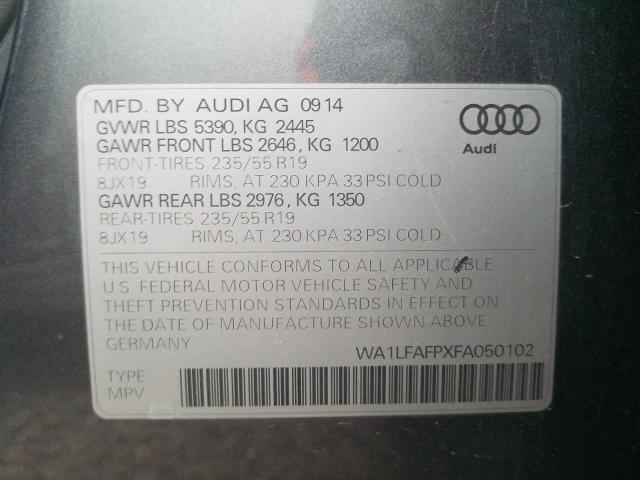 MFD. BY AUDI AG 09 14
GVWR LBS 5390, KG 2445
GAWR FRONT LBS 2646, KG 1200
FRONT-TIRES 235/55 R19
8JX19 RIMS, AT 230 KPA 33 PSI COLD
GAWR REAR LBS 2976, KG 1350
REAR-TIRES 235/55 R19
8JX19 RIMS, AT 230 KPA 33 PSI COLD
Audi
THIS VEHICLE CONFORMS TO ALL APPLICABLE
U.S. FEDERAL MOTOR VEHICLE SAFETY AND
THEFT PREVENTION STANDARDS IN EFFECT ON
THE DATE OF MANUFACTURE SHOWN ABOVE.
GERMANY
WA1LFAFPXFA050102
TYPE:
MPV